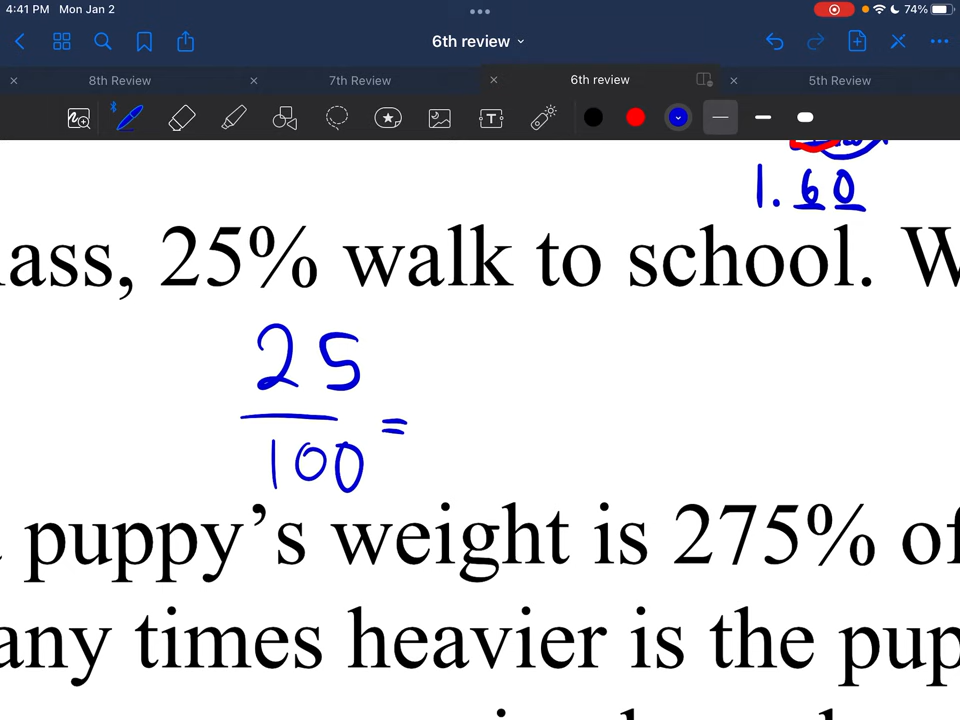 4:41 PM Mon Jan 2
74%
6th review
8th Review
7th Review
6th review
5th Review
1.60
lass, 25% walk to school. W
25
100 =
puppy's weight is 275% of
any times heavier is the pup